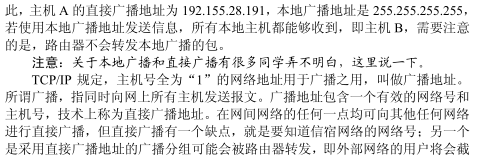 此，主机 A 的直接广播地址为 192.155.28.191，本地广播地址是 255.255.255.255，
若使用本地广播地址发送信息，所有本地主机都能够收到，即主机 B，需要注意
的是，路由器不会转发本地广播的包。
注意：关于本地广播和直接广播有很多同学弄不明白，这里说一下。
TCP/IP 规定，主机号全为“1”的网络地址用于广播之用，叫做广播地址。
所谓广播，指同时向网上所有主机发送报文。广播地址包含一个有效的网络号和
主机号，技术上称为直接广播地址。在网间网络的任何一点均可向其他任何网络
进行直接广播，但直接广播有一个缺点，就是要知道信宿网络的网络号；另一个
是采用直接广播地址的广播分组可能会被路由器转发，即外部网络的用户将会截